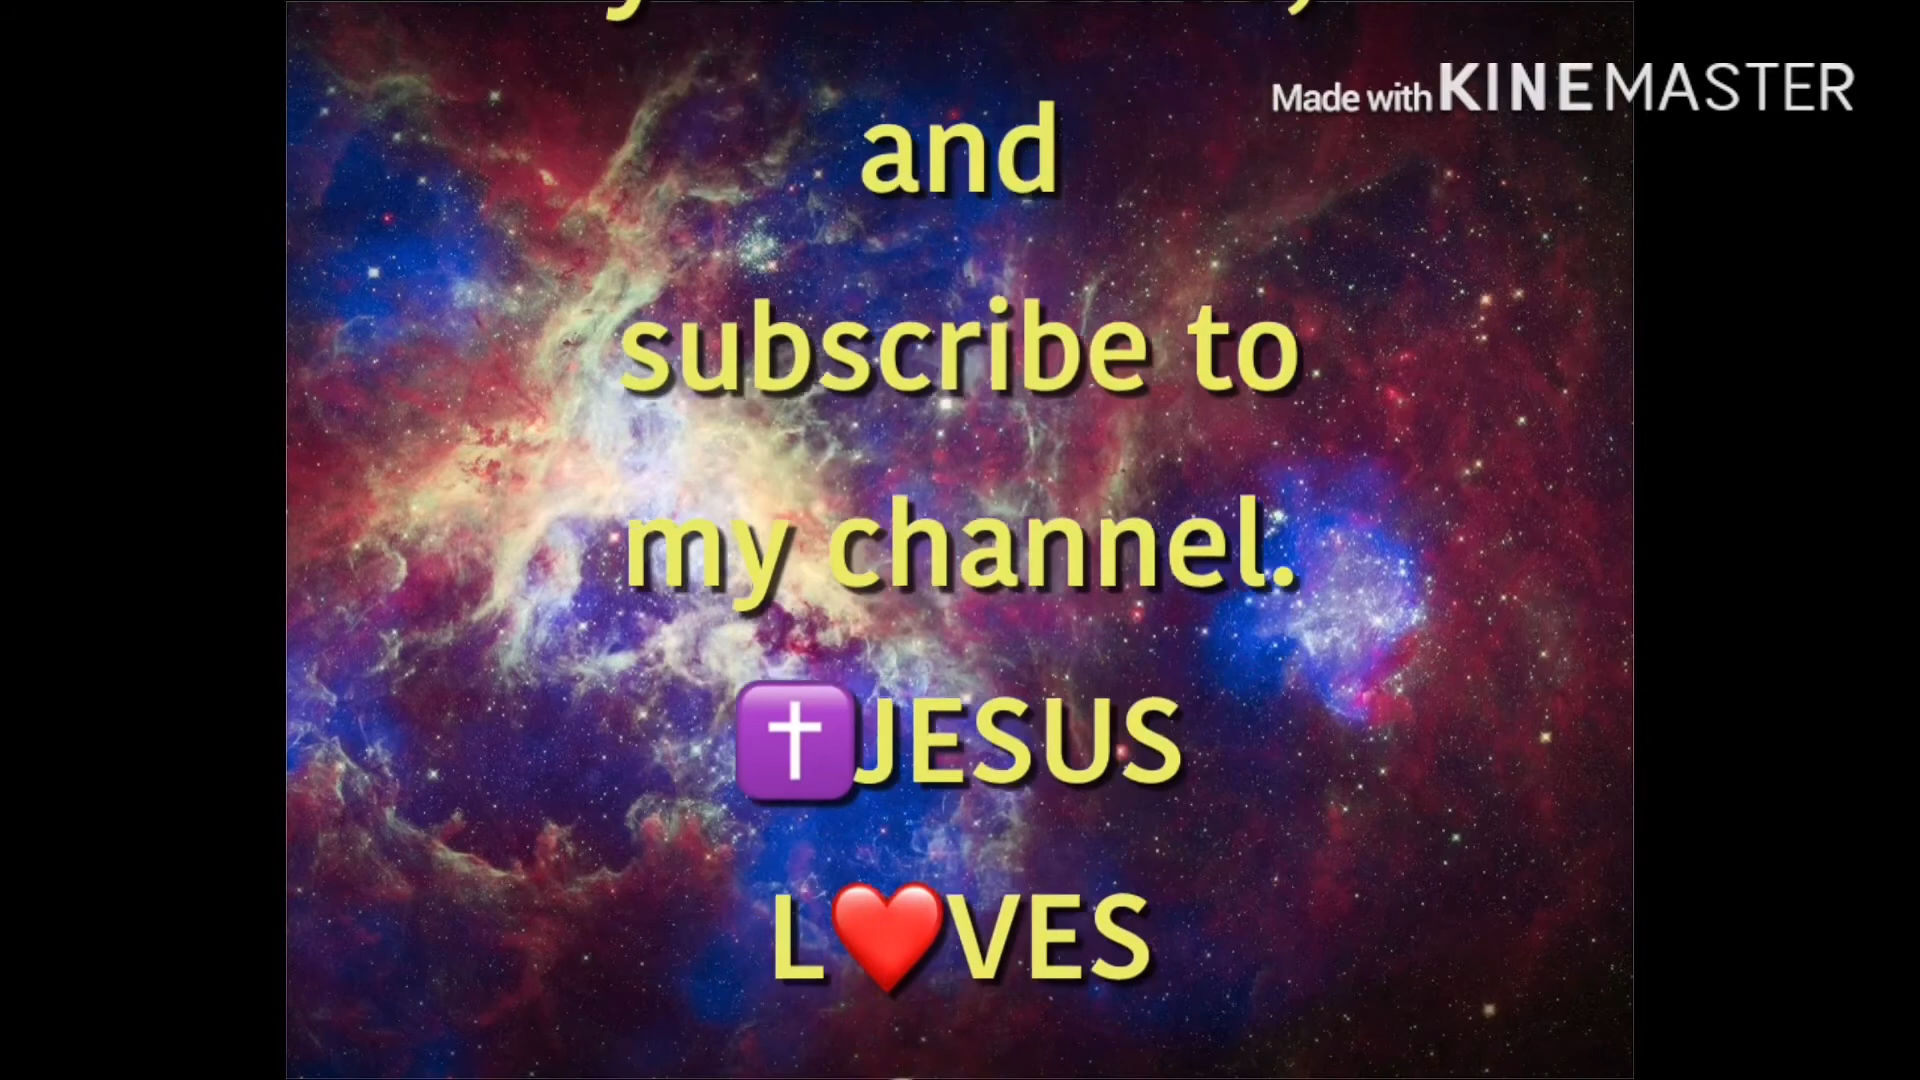 Made with KINEMASTER
and
subscribe to
my channel.
✝️JESUS
L❤️VES